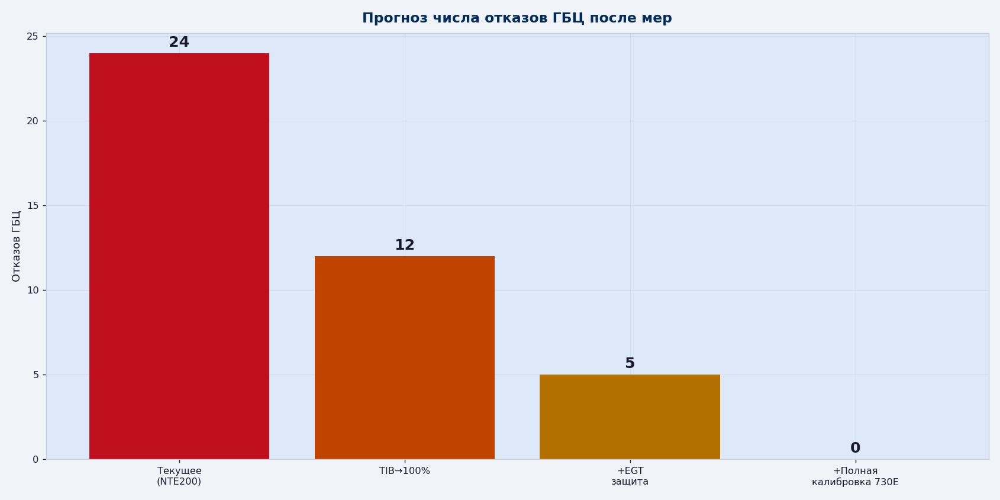 Прогноз числа отказов ГБЦ после мер
Отказов ГБЦ
25
20
15
10
5
0
24
12
5
0
Текущее
(NTE200)
TIB→100%
+EGT
защита
+Полная
калибровка 730E